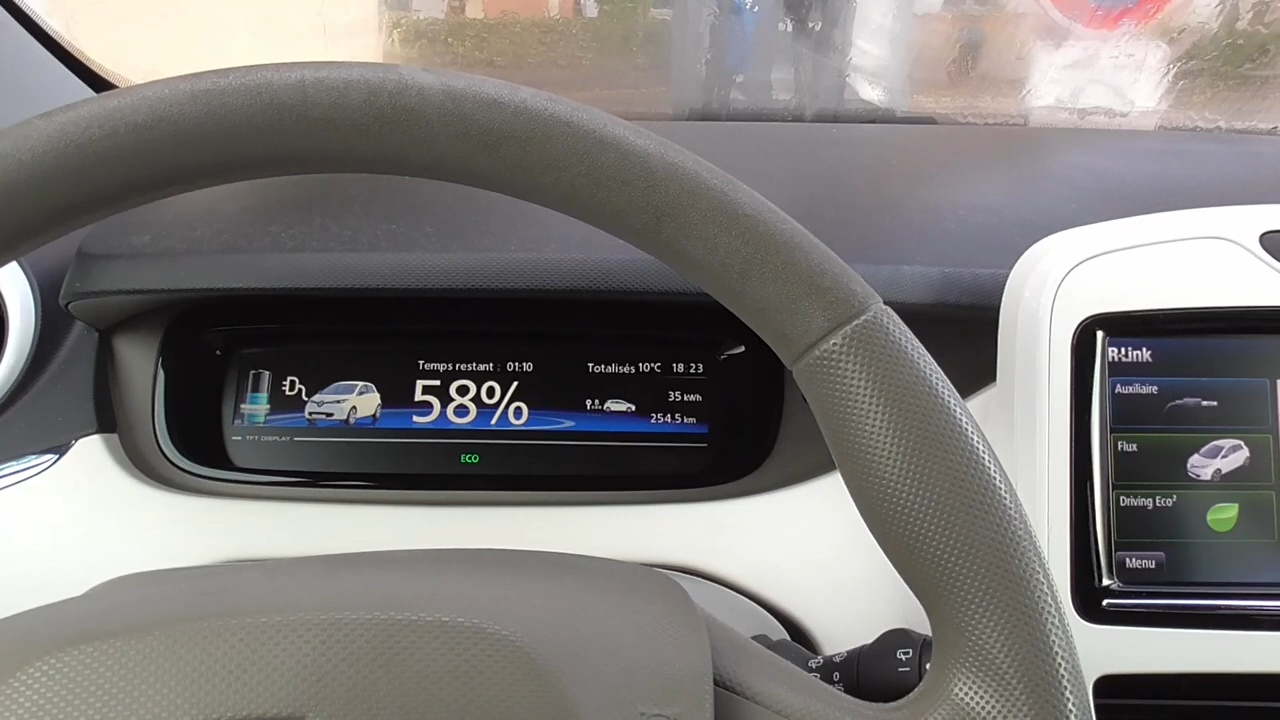 Temps restant : 01:10
58%
Totalisés 10°C 18 23
35 kWh
254.5 km
TFT DISPLAY
ECO
R-Link
Auxiliaire
Flux
Driving Eco²
Menu
0